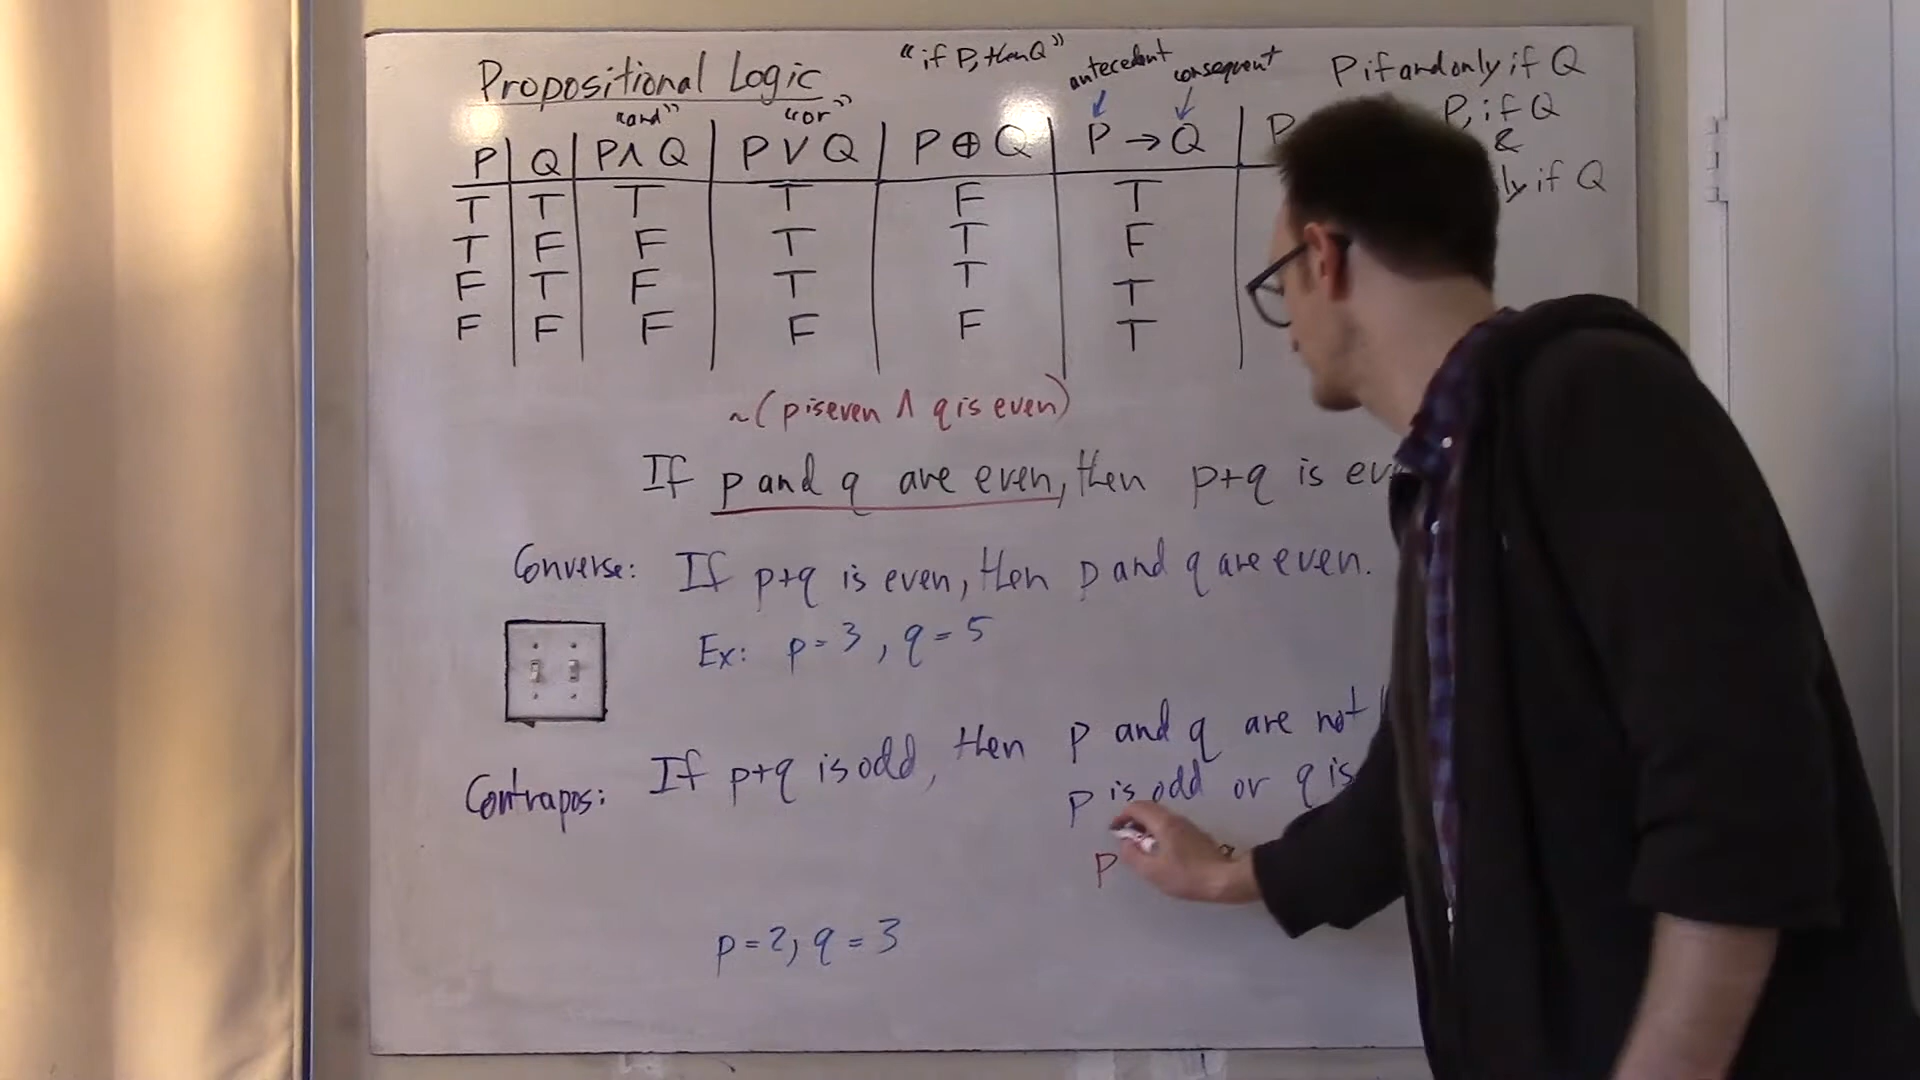 Propositional Logic
"if P, then Q"
antecedent consequent
P if and only if Q
"and" "or"
P, if Q
&
P Q P∧Q P∨Q P⊕Q P→Q P
if Q
T T T T F T
T F F T T F
F T F T T T
F F F F F T
~(p is even ∧ q is even)
If p and q are even, then p+q is
Converse: If p+q is even, then p and q are even.
Ex: p=3, q=5
Contrapos: If p+q is odd, then p and q are not
p is odd or q is
p
p=2, q=3